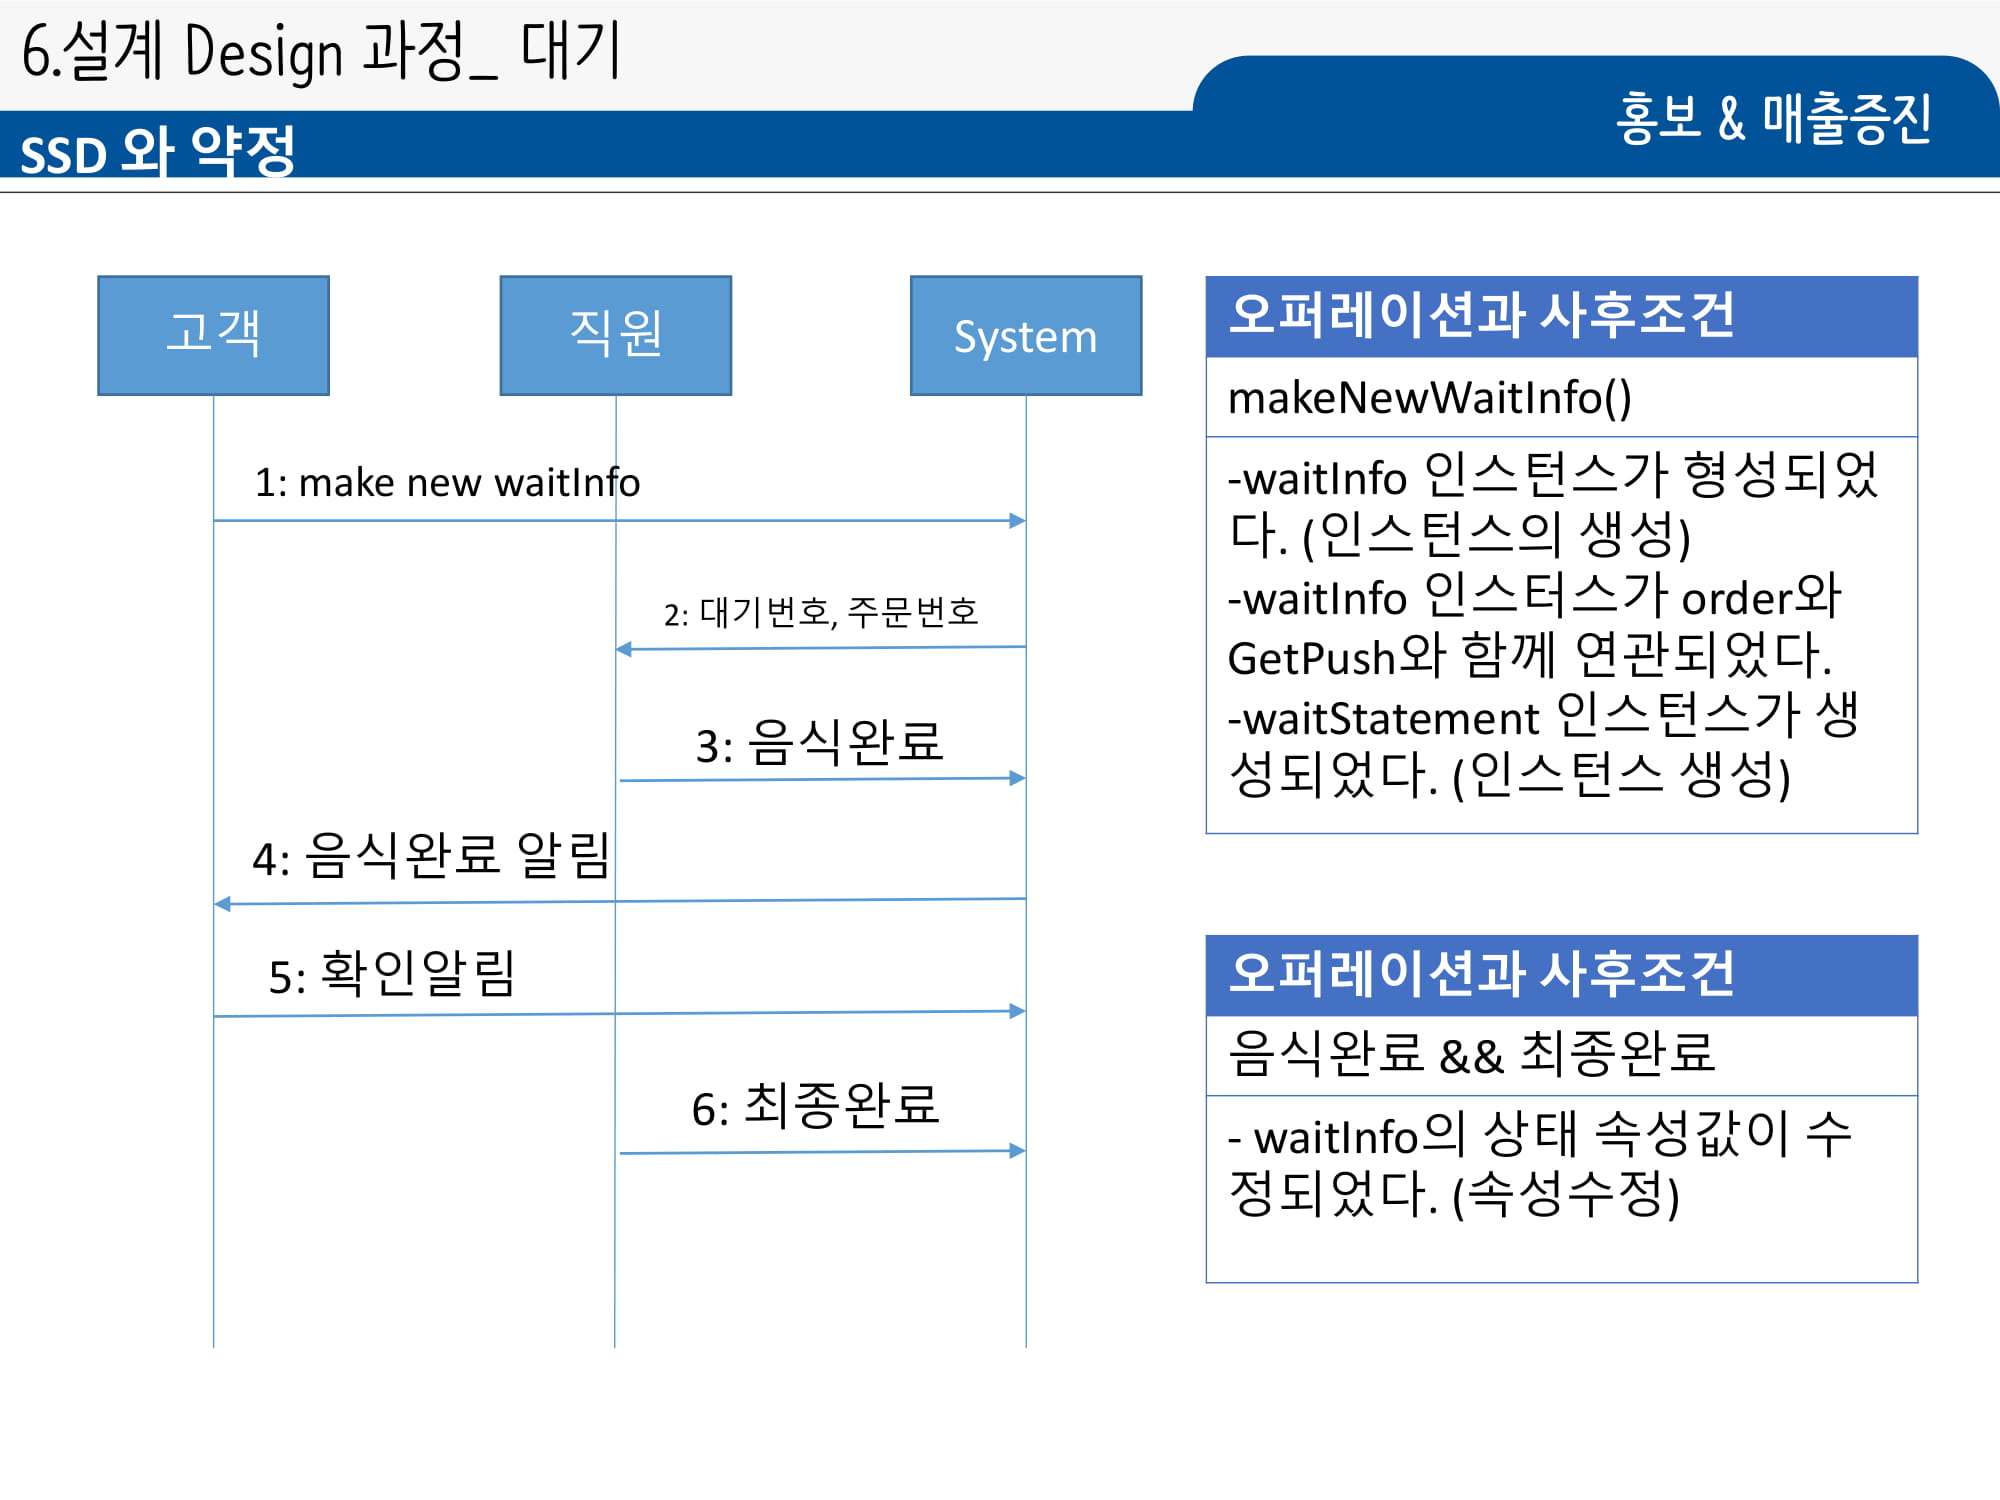 6.설계 Design 과정_ 대기
홍보 & 매출증진
SSD 와 약정
고객
직원
System
1: make new waitInfo
2: 대기번호, 주문번호
3: 음식완료
4: 음식완료 알림
5: 확인알림
6: 최종완료
오퍼레이션과 사후조건
makeNewWaitInfo()
-waitInfo 인스턴스가 형성되었
다. (인스턴스의 생성)
-waitInfo 인스터스가 order와
GetPush와 함께 연관되었다.
-waitStatement 인스턴스가 생
성되었다. (인스턴스 생성)
오퍼레이션과 사후조건
음식완료 && 최종완료
- waitInfo의 상태 속성값이 수
정되었다. (속성수정)